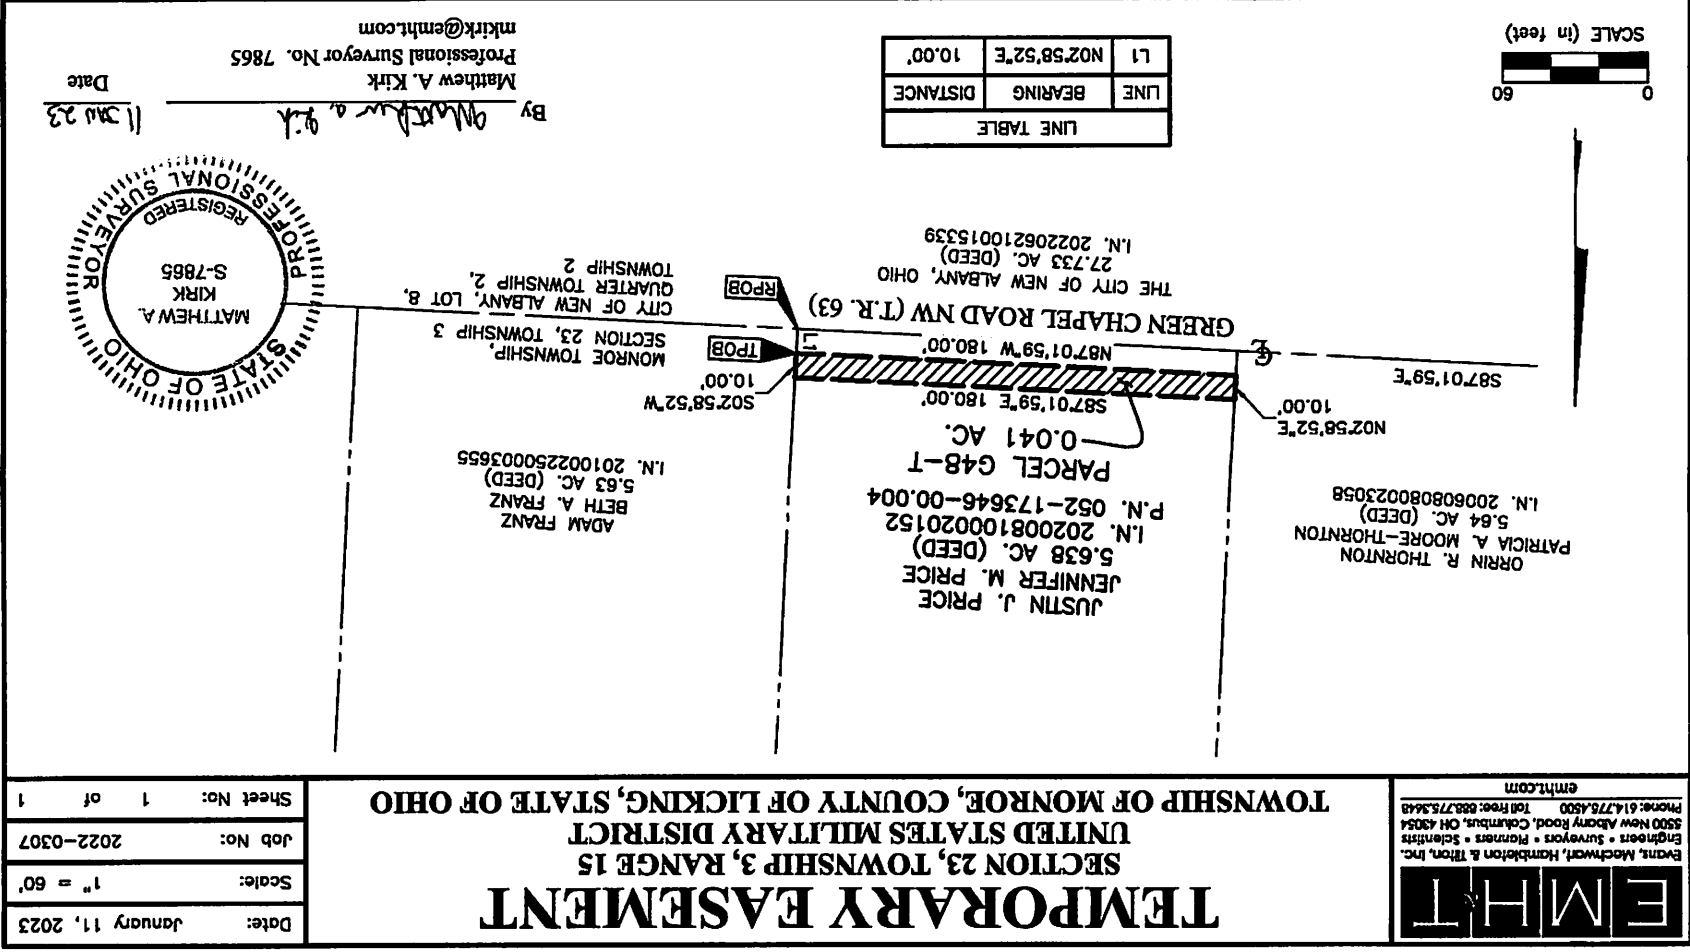 EMHT
Evans, Mechwart, Hambleton & Tilton, Inc.
Engineers • Surveyors • Planners • Scientists
5500 New Albany Road, Columbus, OH 43054
Phone: 614.775.4500 Toll Free: 888.775.3648
emht.com
TEMPORARY EASEMENT
SECTION 23, TOWNSHIP 3, RANGE 15
UNITED STATES MILITARY DISTRICT
TOWNSHIP OF MONROE, COUNTY OF LICKING, STATE OF OHIO
Date: January 11, 2023
Scale: 1" = 60'
Job No: 2022-0307
Sheet No: 1 of 1
ORRIN R. THORNTON
PATRICIA A. MOORE-THORNTON
5.64 AC. (DEED)
I.N. 200608080023058
JUSTIN J. PRICE
JENNIFER M. PRICE
5.638 AC. (DEED)
I.N. 202008100020152
P.N. 052-173646-00.004
PARCEL G48-T
0.041 AC.
ADAM FRANZ
BETH A. FRANZ
5.63 AC. (DEED)
I.N. 201002250003655
N02°58'52"E
10.00'
S87°01'59"E 180.00'
S02°58'52"W
10.00'
S87°01'59"E
N87°01'59"W 180.00'
L1
TPOB
MONROE TOWNSHIP,
SECTION 23, TOWNSHIP 3
GREEN CHAPEL ROAD NW (T.R. 63)
RPOB
CITY OF NEW ALBANY, LOT 8,
QUARTER TOWNSHIP 2,
TOWNSHIP 2
THE CITY OF NEW ALBANY, OHIO
27.733 AC. (DEED)
I.N. 202206210015339
STATE OF OHIO
MATTHEW A.
KIRK
S-7865
REGISTERED
PROFESSIONAL SURVEYOR
LINE TABLE
LINE BEARING DISTANCE
L1 N02°58'52"E 10.00'
0 60
SCALE (in feet)
By Matthew A. Kirk 11 JAN 23
Matthew A. Kirk Date
Professional Surveyor No. 7865
mkirk@emht.com